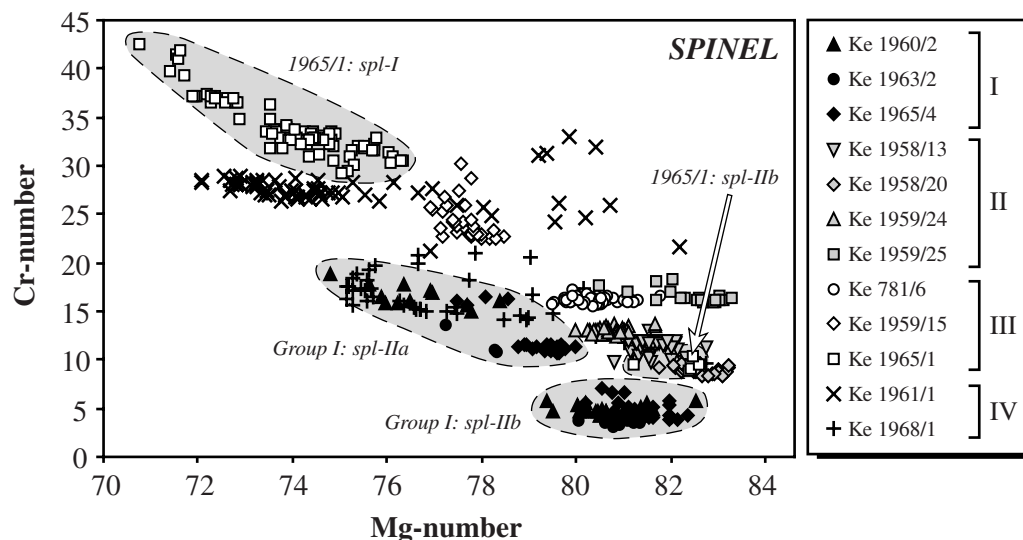 SPINEL
1965/1: spl-I
1965/1: spl-IIb
Group I: spl-IIa
Group I: spl-IIb
Cr-number
45
40
35
30
25
20
15
10
5
0
70
72
74
76
78
80
82
84
Mg-number
Ke 1960/2
Ke 1963/2
Ke 1965/4
I
Ke 1958/13
Ke 1958/20
Ke 1959/24
Ke 1959/25
II
Ke 781/6
Ke 1959/15
Ke 1965/1
III
Ke 1961/1
Ke 1968/1
IV